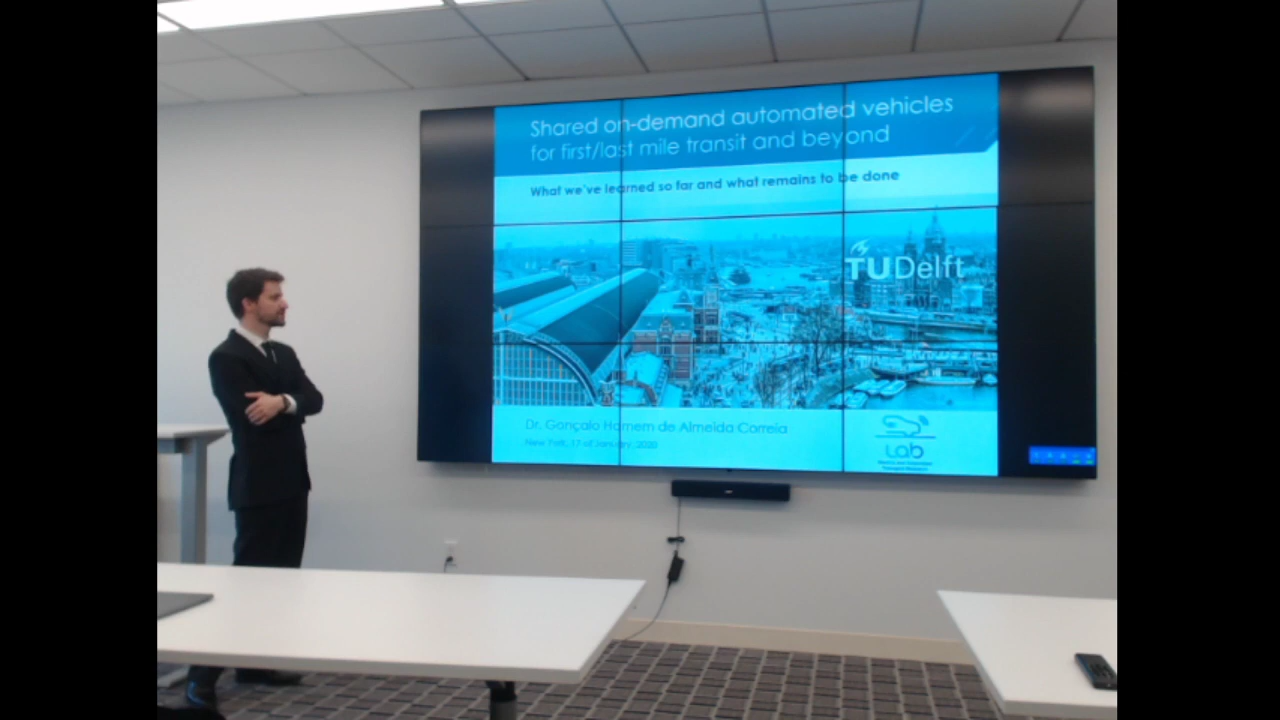 Shared on-demand automated vehicles
for first/last mile transit and beyond
What we've learned so far and what remains to be done
TUDelft
Dr. Gonçalo Homem de Almeida Correia
New York, 17 of January, 2020
Lab